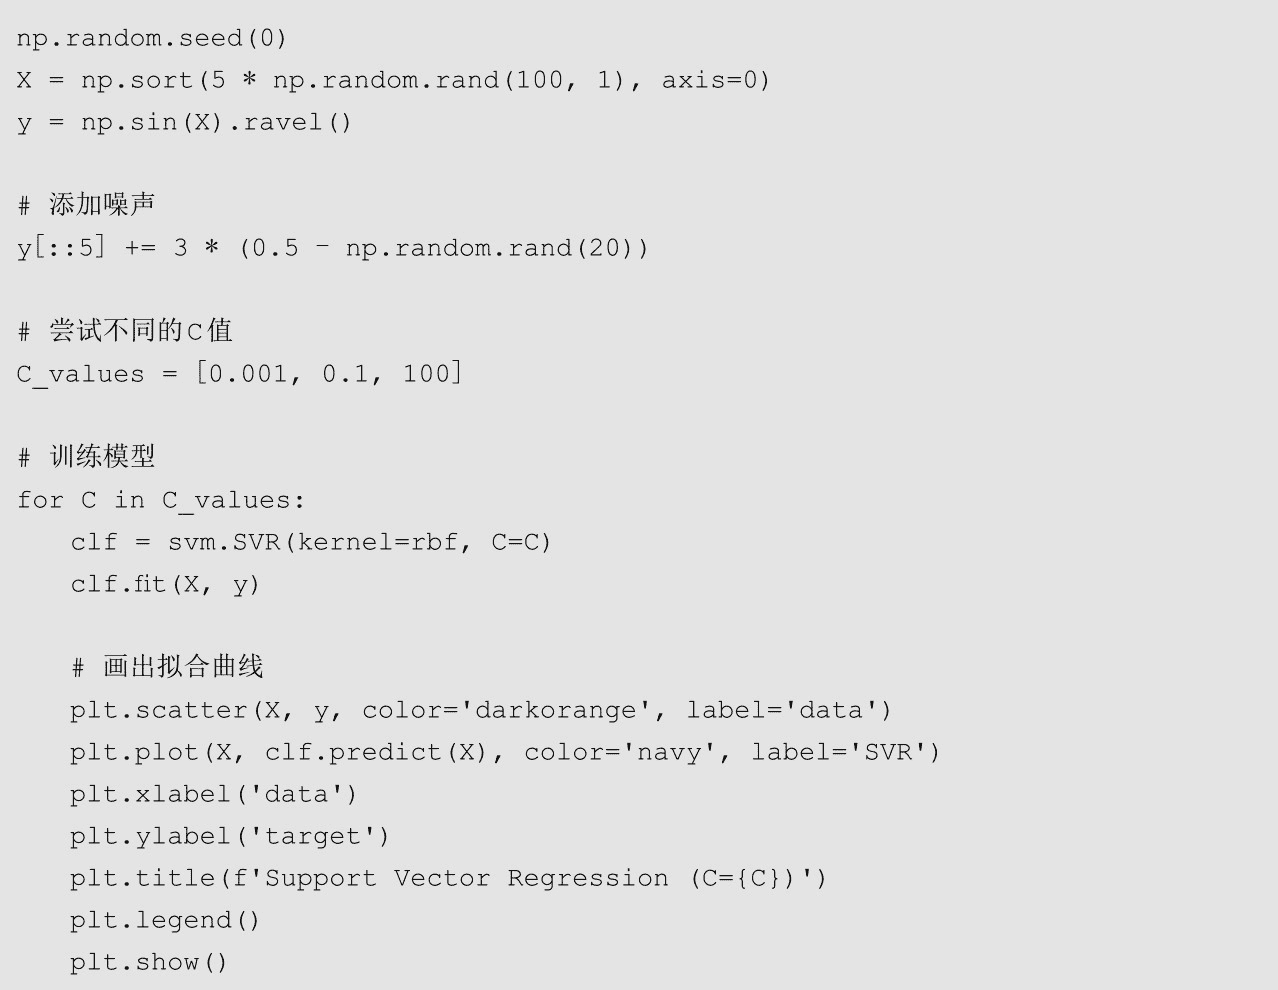 np.random.seed(0)
X = np.sort(5 * np.random.rand(100, 1), axis=0)
y = np.sin(X).ravel()
# 添加噪声
y[::5] += 3 * (0.5 - np.random.rand(20))
# 尝试不同的C值
C_values = [0.001, 0.1, 100]
# 训练模型
for C in C_values:
clf = svm.SVR(kernel=rbf, C=C)
clf.fit(X, y)
# 画出拟合曲线
plt.scatter(X, y, color='darkorange', label='data')
plt.plot(X, clf.predict(X), color='navy', label='SVR')
plt.xlabel('data')
plt.ylabel('target')
plt.title(f'Support Vector Regression (C={C})')
plt.legend()
plt.show()